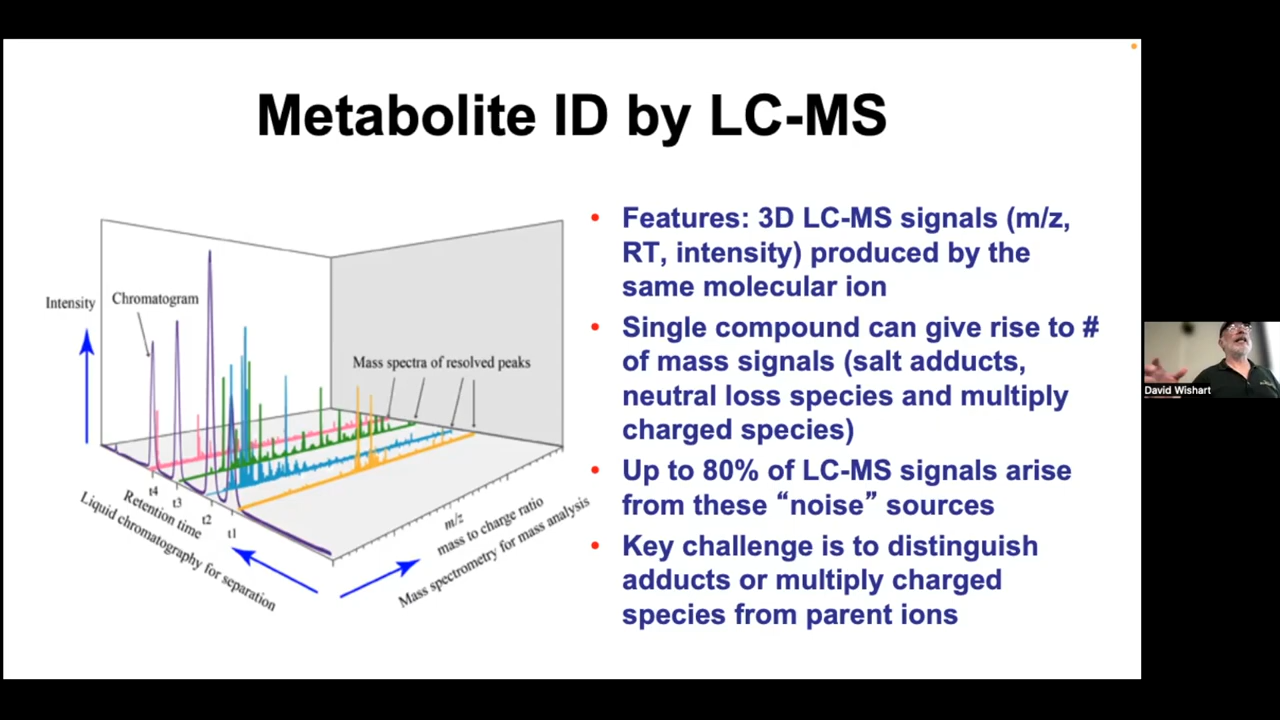 Metabolite ID by LC-MS
Intensity
Chromatogram
Mass spectra of resolved peaks
t4
t3
t2
t1
Retention time
Liquid chromatography for separation
m/z
mass to charge ratio
Mass spectrometry for mass analysis
• Features: 3D LC-MS signals (m/z,
RT, intensity) produced by the
same molecular ion
• Single compound can give rise to #
of mass signals (salt adducts,
neutral loss species and multiply
charged species)
• Up to 80% of LC-MS signals arise
from these “noise” sources
• Key challenge is to distinguish
adducts or multiply charged
species from parent ions
David Wishart